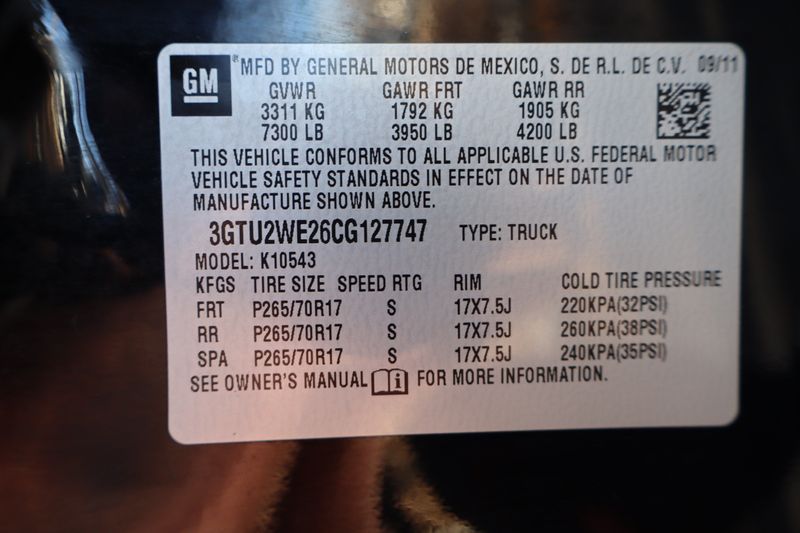 GM MFD BY GENERAL MOTORS DE MEXICO, S. DE R.L. DE C.V. 09/11
GVWR GAWR FRT GAWR RR
3311 KG 1792 KG 1905 KG
7300 LB 3950 LB 4200 LB
THIS VEHICLE CONFORMS TO ALL APPLICABLE U.S. FEDERAL MOTOR
VEHICLE SAFETY STANDARDS IN EFFECT ON THE DATE OF
MANUFACTURE SHOWN ABOVE.
3GTU2WE26CG127747 TYPE: TRUCK
MODEL: K10543
KFGS TIRE SIZE SPEED RTG RIM COLD TIRE PRESSURE
FRT P265/70R17 S 17X7.5J 220KPA(32PSI)
RR P265/70R17 S 17X7.5J 260KPA(38PSI)
SPA P265/70R17 S 17X7.5J 240KPA(35PSI)
SEE OWNER'S MANUAL i FOR MORE INFORMATION.